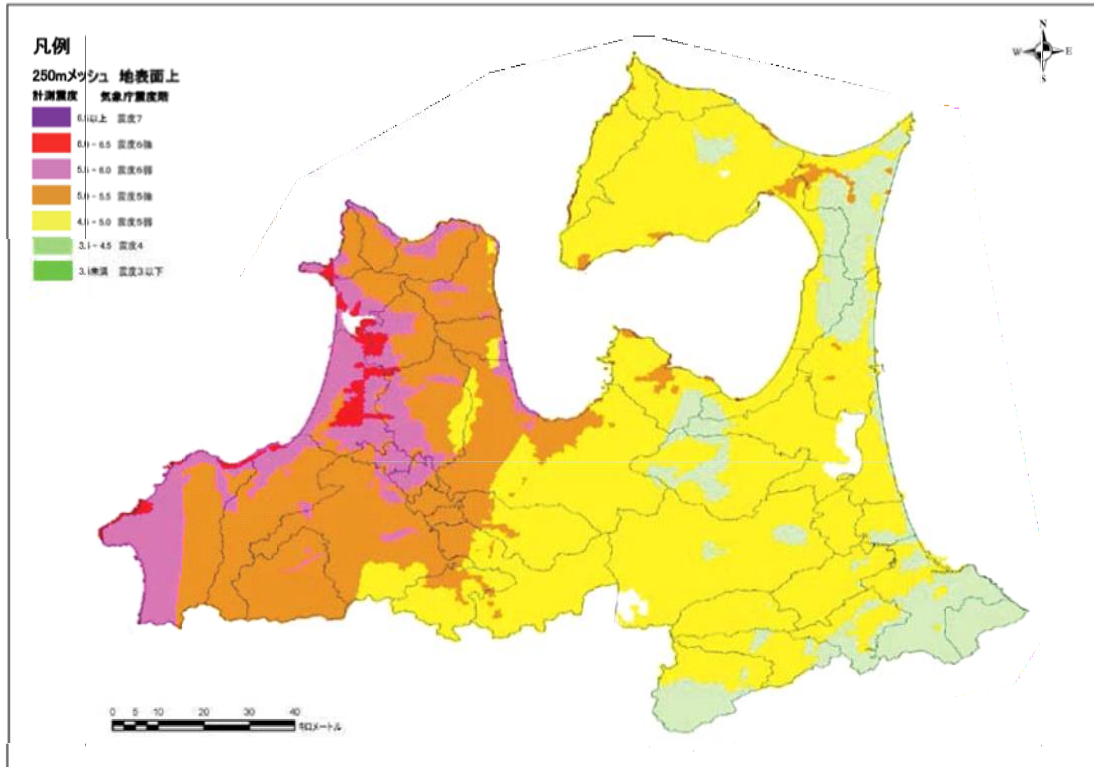 凡例
250mメッシュ 地表面上
計測震度 気象庁震度階
以上 震度7
6.0 - 6.5 震度6強
5.5 - 6.0 震度6弱
5.0 - 5.5 震度5強
4.5 - 5.0 震度5弱
3.5 - 4.5 震度4
未満 震度3以下
N
W E
S
0 5 10 20 30 40
キロメートル